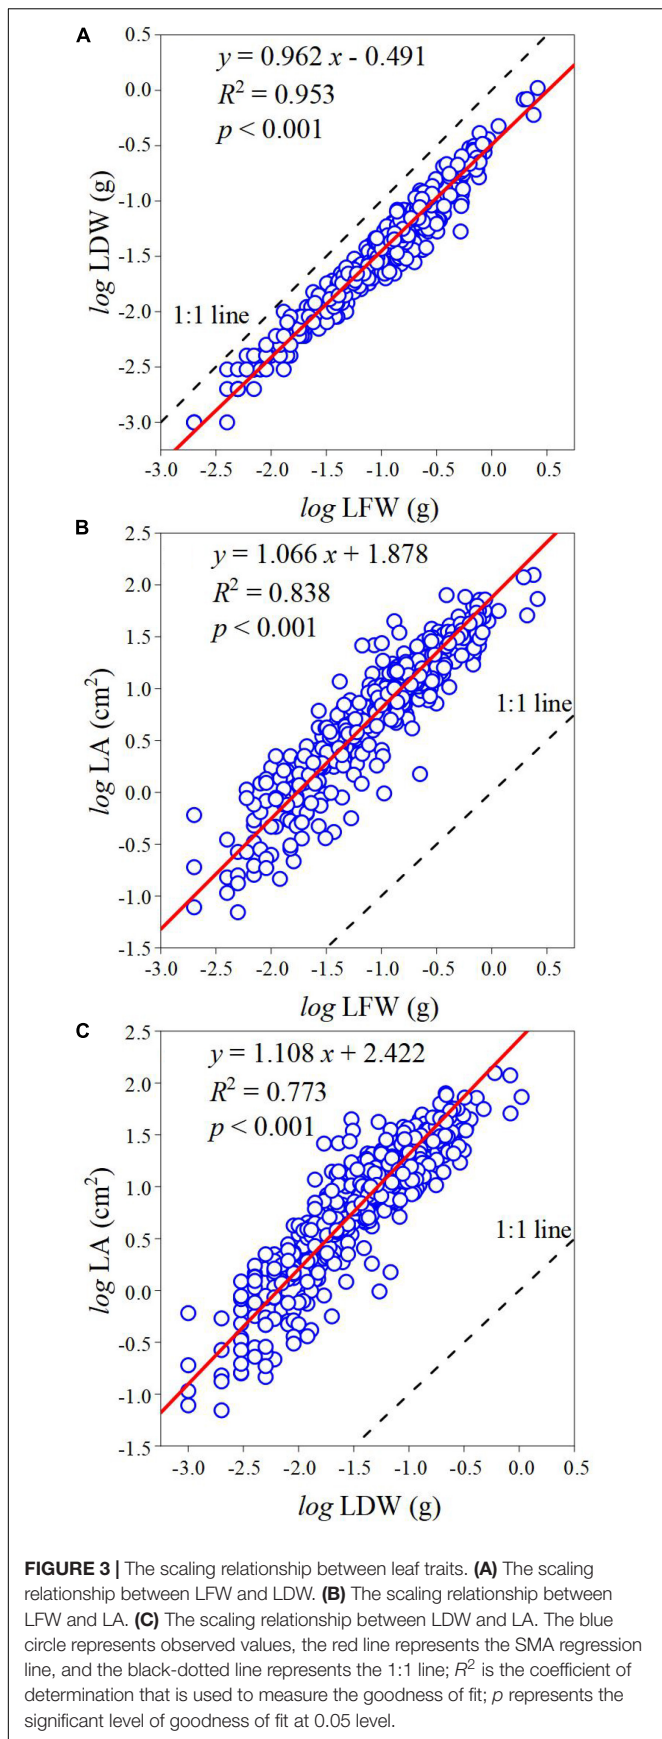 A
y = 0.962 x - 0.491
R² = 0.953
p < 0.001
1:1 line
log LDW (g)
0.5
0.0
-0.5
-1.0
-1.5
-2.0
-2.5
-3.0
-3.0 -2.5 -2.0 -1.5 -1.0 -0.5 0.0 0.5
log LFW (g)
B
y = 1.066 x + 1.878
R² = 0.838
p < 0.001
1:1 line
log LA (cm²)
2.5
2.0
1.5
1.0
0.5
0.0
-0.5
-1.0
-1.5
-3.0 -2.5 -2.0 -1.5 -1.0 -0.5 0.0 0.5
log LFW (g)
C
y = 1.108 x + 2.422
R² = 0.773
p < 0.001
1:1 line
log LA (cm²)
2.5
2.0
1.5
1.0
0.5
0.0
-0.5
-1.0
-1.5
-3.0 -2.5 -2.0 -1.5 -1.0 -0.5 0.0 0.5
log LDW (g)
FIGURE 3 | The scaling relationship between leaf traits. (A) The scaling
relationship between LFW and LDW. (B) The scaling relationship between
LFW and LA. (C) The scaling relationship between LDW and LA. The blue
circle represents observed values, the red line represents the SMA regression
line, and the black-dotted line represents the 1:1 line; R² is the coefficient of
determination that is used to measure the goodness of fit; p represents the
significant level of goodness of fit at 0.05 level.